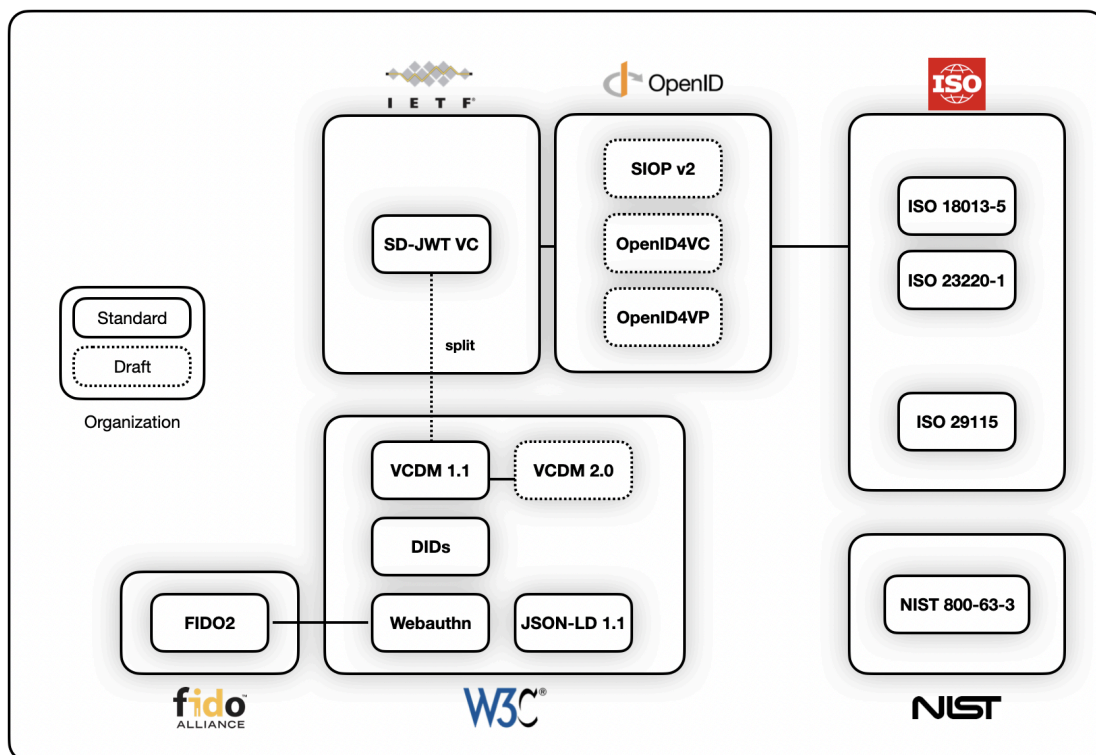 IETF®
OpenID
ISO
SIOP v2
SD-JWT VC
OpenID4VC
OpenID4VP
ISO 18013-5
ISO 23220-1
ISO 29115
Standard
Draft
Organization
split
VCDM 1.1
VCDM 2.0
DIDs
FIDO2
Webauthn
JSON-LD 1.1
NIST 800-63-3
fido™
ALLIANCE
W3C®
NIST